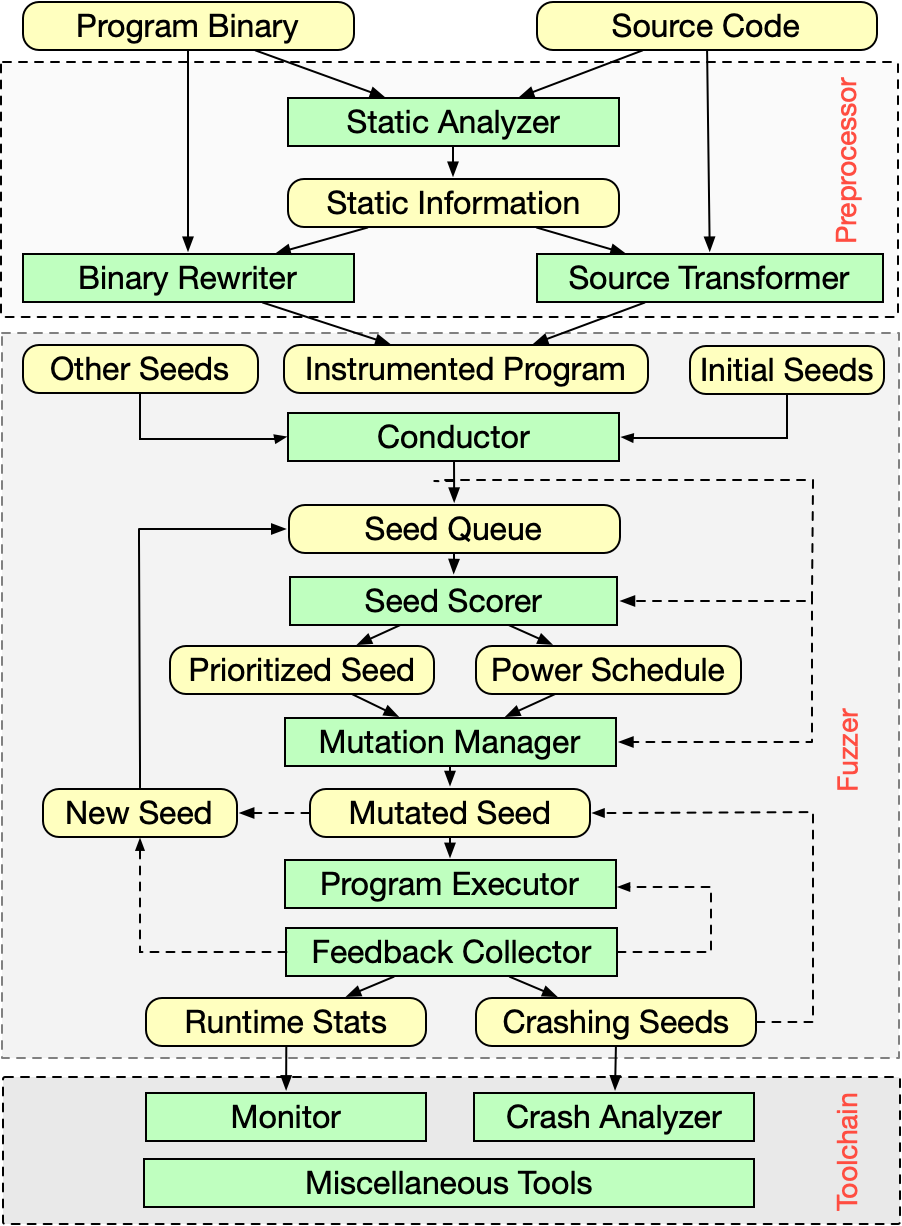 Program Binary
Source Code
Preprocessor
Static Analyzer
Static Information
Binary Rewriter
Source Transformer
Other Seeds
Instrumented Program
Initial Seeds
Conductor
Seed Queue
Seed Scorer
Prioritized Seed
Power Schedule
Mutation Manager
Fuzzer
New Seed
Mutated Seed
Program Executor
Feedback Collector
Runtime Stats
Crashing Seeds
Monitor
Crash Analyzer
Toolchain
Miscellaneous Tools